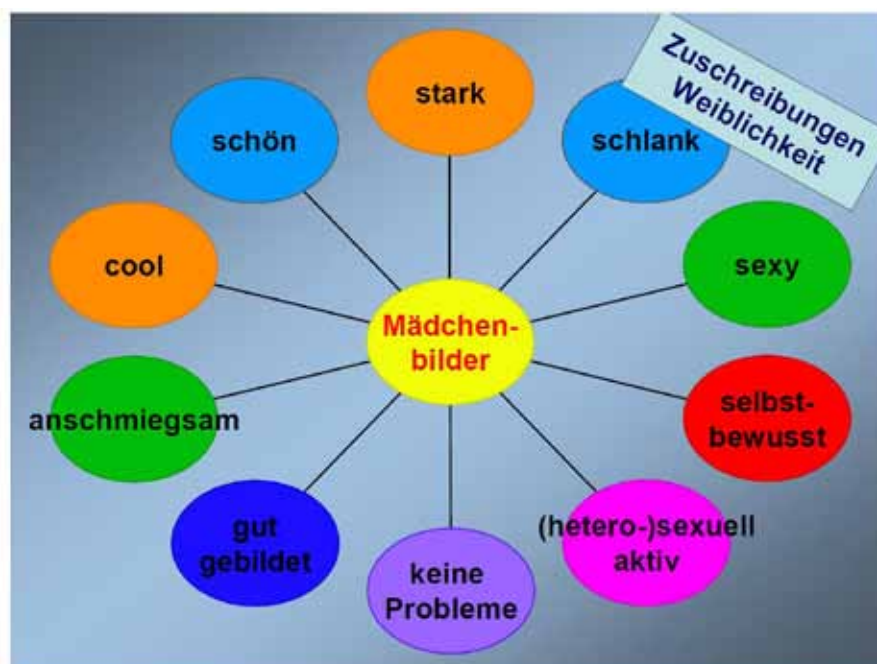 Zuschreibungen
Weiblichkeit
stark
schön
schlank
cool
sexy
Mädchen-
bilder
anschmiegsam
selbst-
bewusst
gut
gebildet
(hetero-)sexuell
aktiv
keine
Probleme